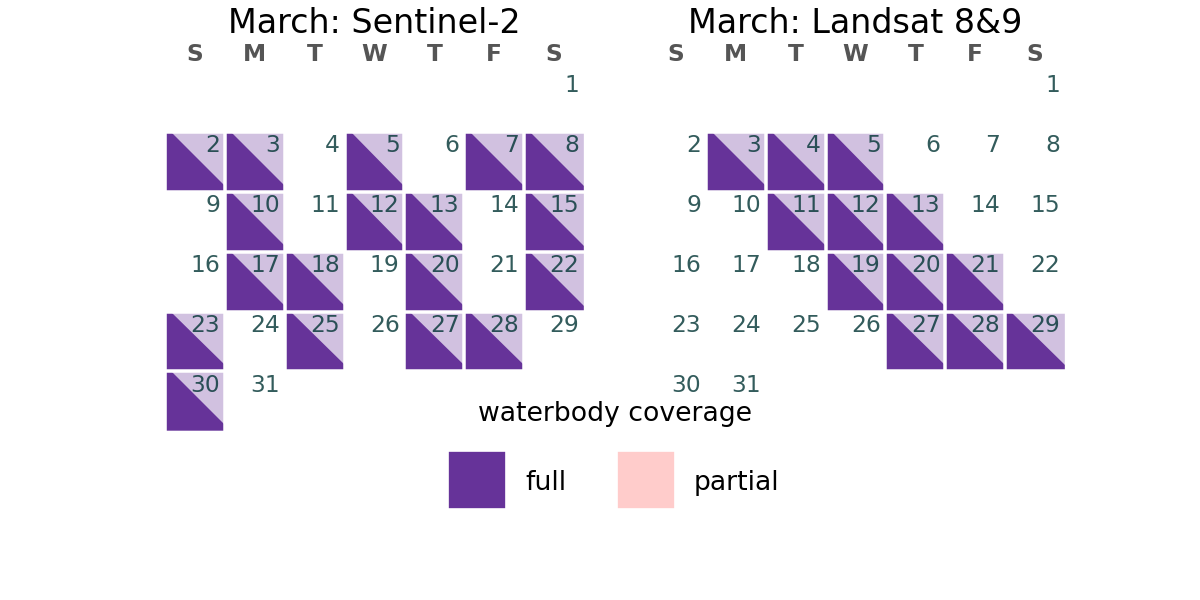 March: Sentinel-2
S M T W T F S
1
2 3 4 5 6 7 8
9 10 11 12 13 14 15
16 17 18 19 20 21 22
23 24 25 26 27 28 29
30 31
March: Landsat 8&9
S M T W T F S
1
2 3 4 5 6 7 8
9 10 11 12 13 14 15
16 17 18 19 20 21 22
23 24 25 26 27 28 29
30 31
waterbody coverage
full partial